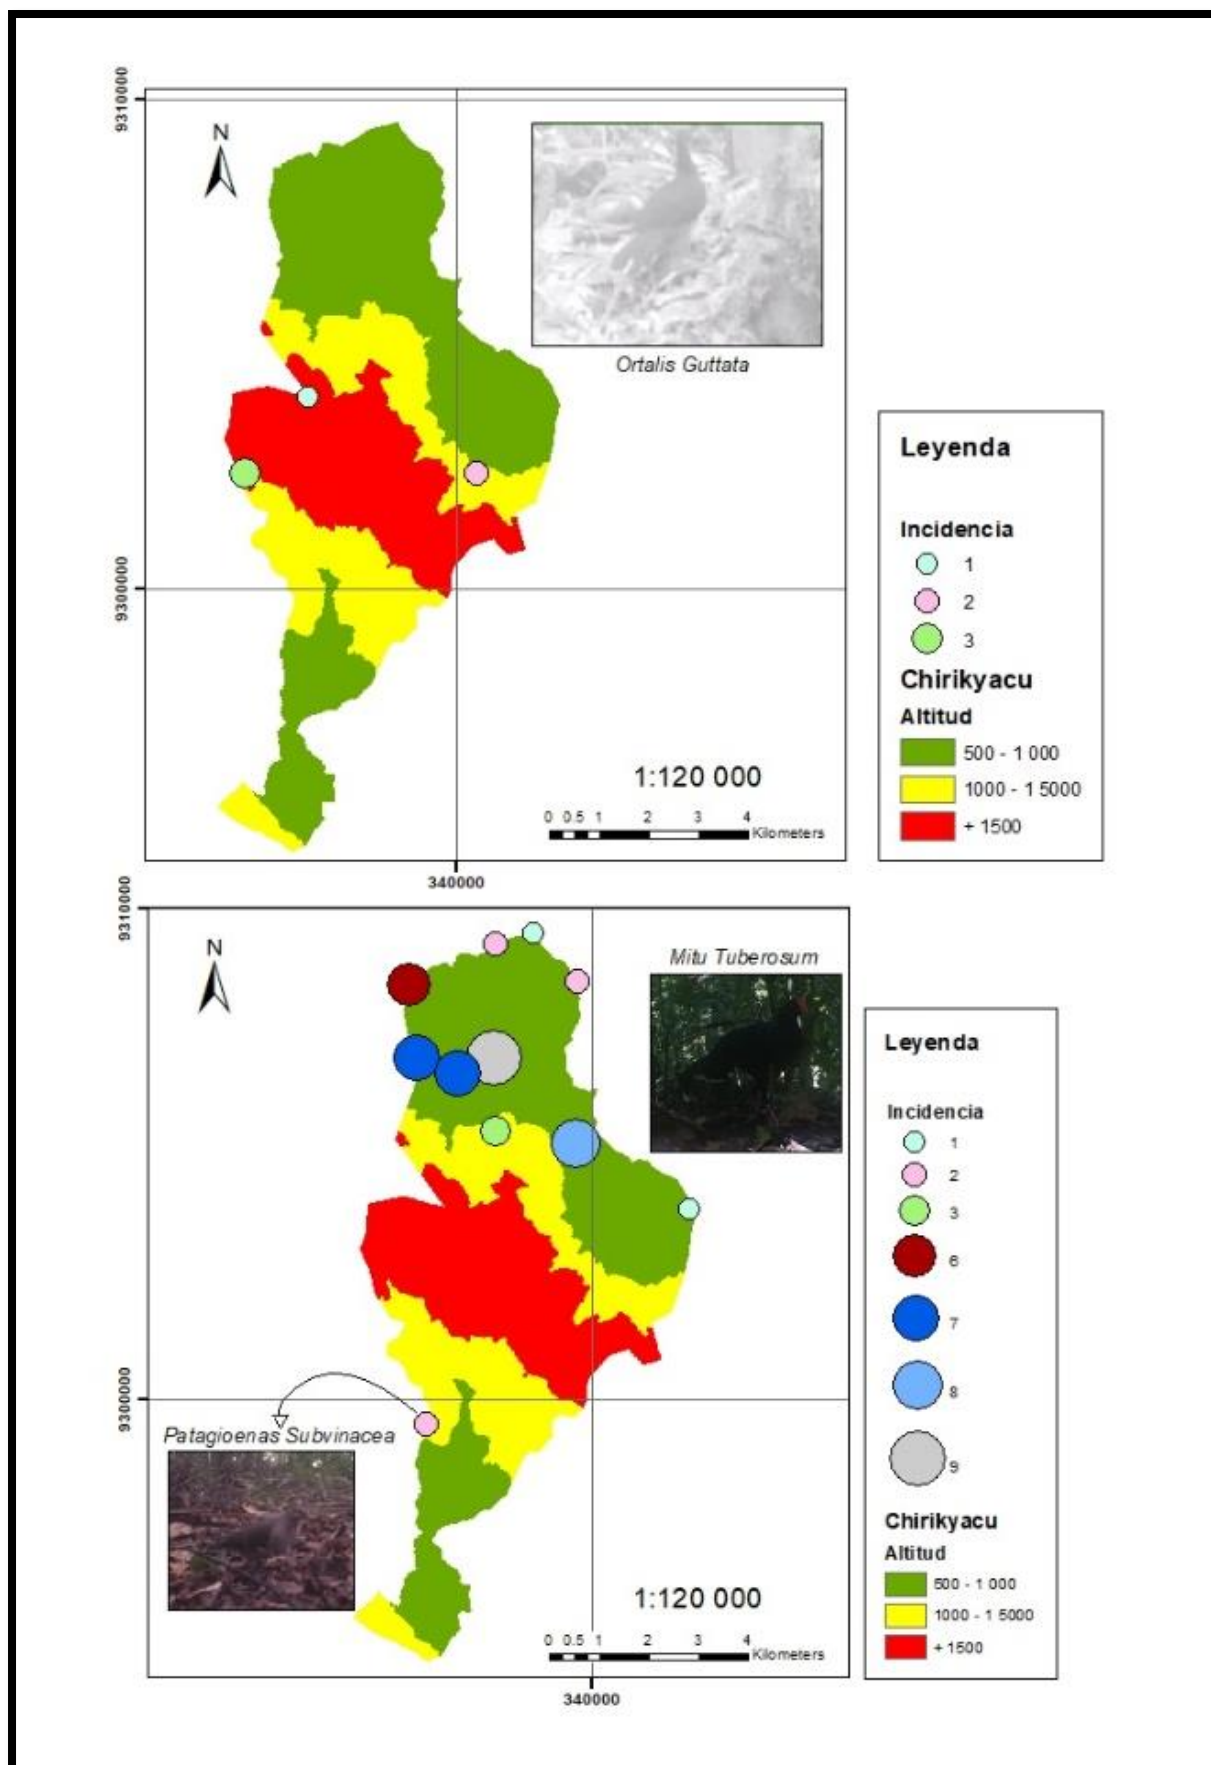 9310000
N
Ortalis Guttata
Leyenda
Incidencia
1
2
3
9300000
Chirikyacu
Altitud
500 - 1 000
1000 - 1 5000
+ 1500
1:120 000
0 0.5 1 2 3 4
Kilometers
340000
9310000
N
Mitu Tuberosum
Leyenda
Incidencia
1
2
3
6
7
8
9
9300000
Patagioenas Subvinacea
Chirikyacu
Altitud
500 - 1 000
1000 - 1 5000
+ 1500
1:120 000
0 0.5 1 2 3 4
Kilometers
340000